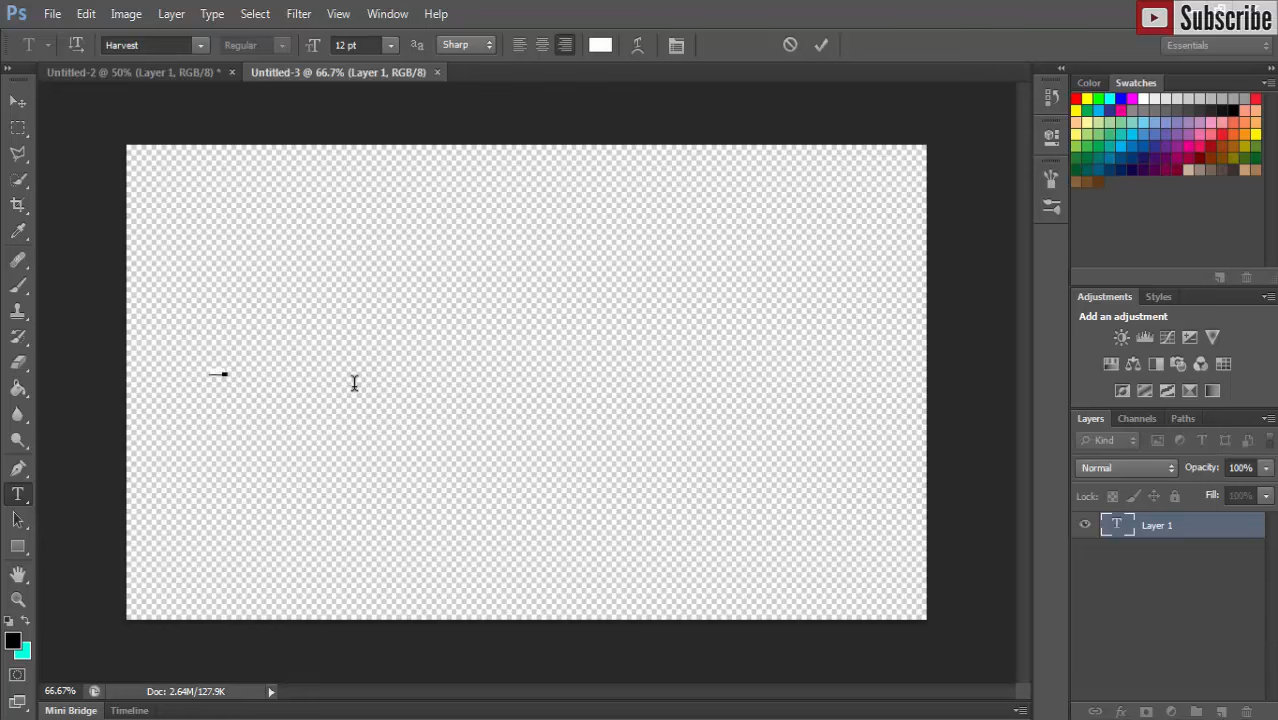 Ps File Edit Image Layer Type Select Filter View Window Help Subscribe
T Harvest Regular 12 pt aa Sharp Essentials
Untitled-2 @ 50% (Layer 1, RGB/8) * × Untitled-3 @ 66.7% (Layer 1, RGB/8) ×
Color Swatches
Adjustments Styles
Add an adjustment
Layers Channels Paths
Kind
Normal Opacity: 100%
Lock: Fill: 100%
T Layer 1
66.67% Doc: 2.64M/127.9K
Mini Bridge Timeline